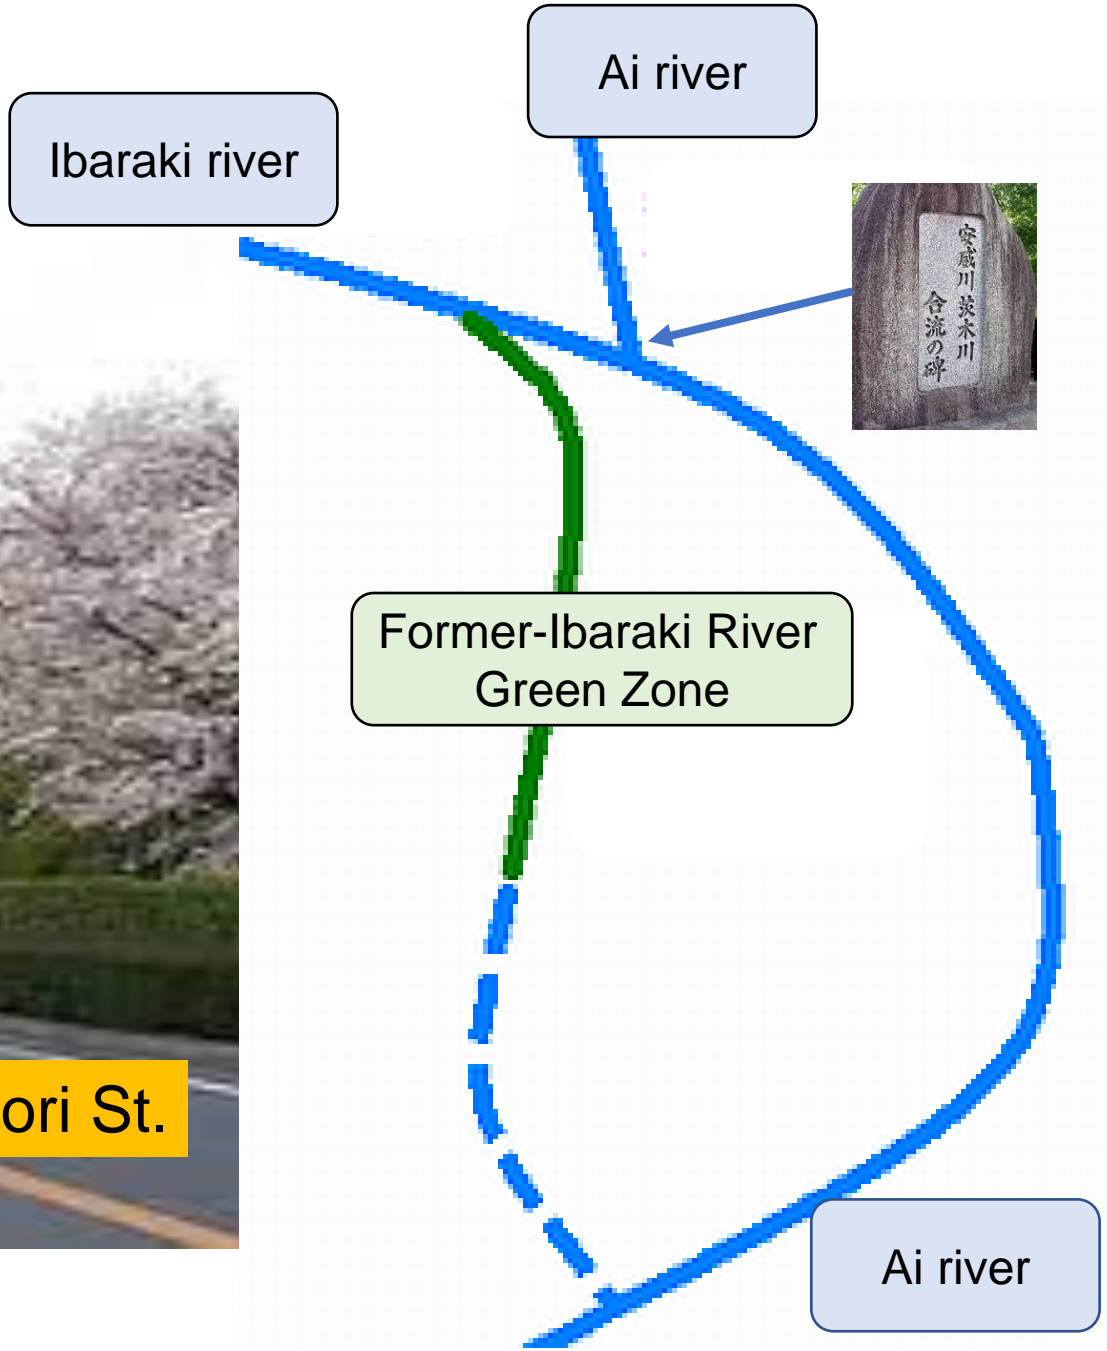 Ai river
Ibaraki river
安威川茨木川
合流の碑
Former-Ibaraki River
Green Zone
ori St.
Ai river